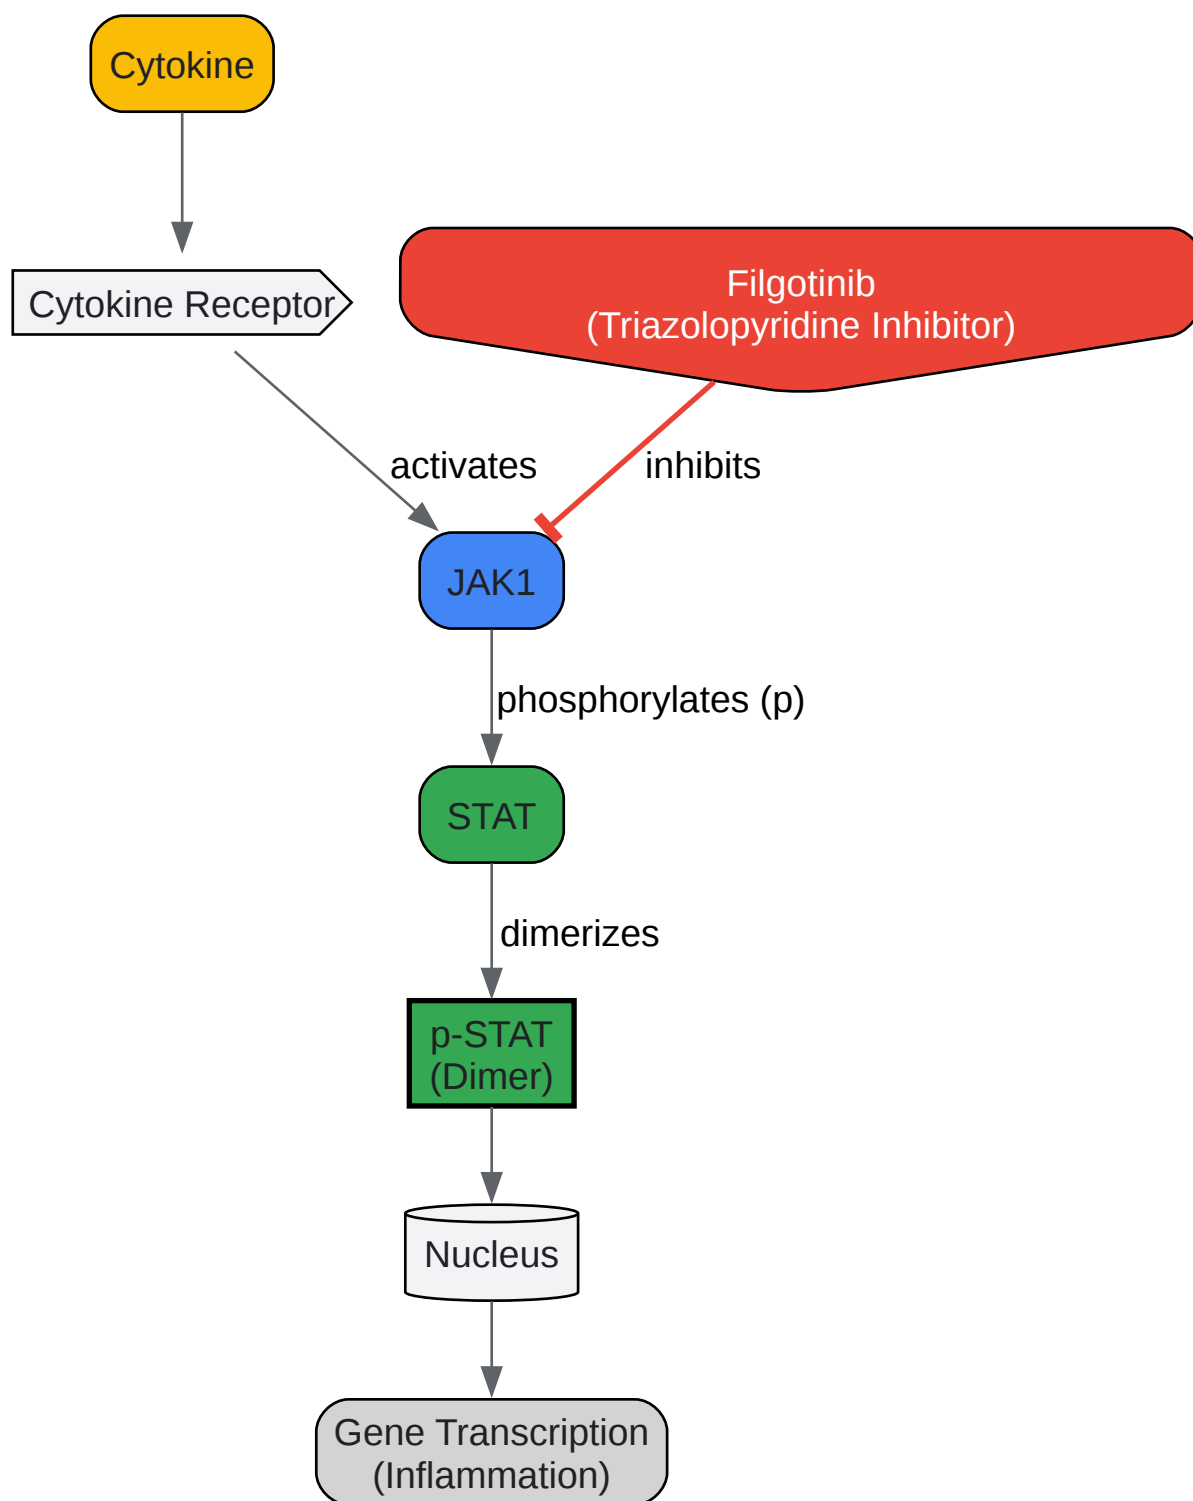 Cytokine
Cytokine Receptor
Filgotinib
(Triazolopyridine Inhibitor)
activates
inhibits
JAK1
phosphorylates (p)
STAT
dimerizes
p-STAT
(Dimer)
Nucleus
Gene Transcription
(Inflammation)